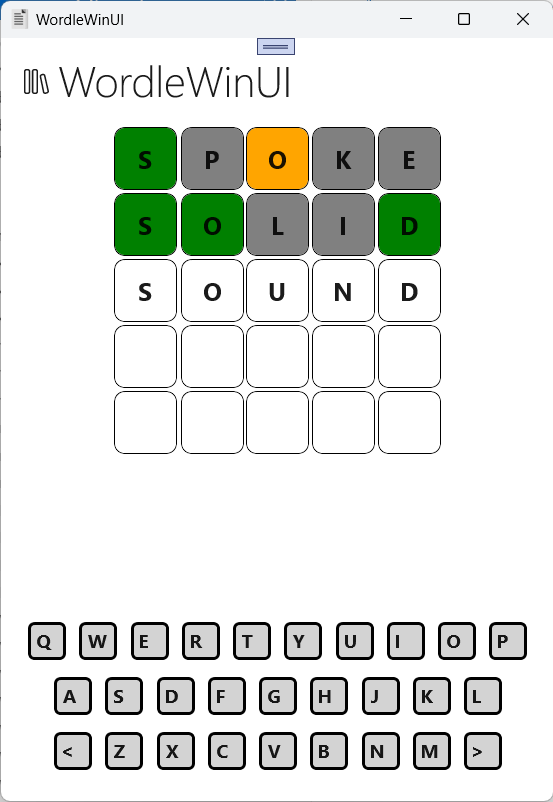 WordleWinUI
WordleWinUI
S P O K E
S O L I D
S O U N D
Q W E R T Y U I O P
A S D F G H J K L
< Z X C V B N M >